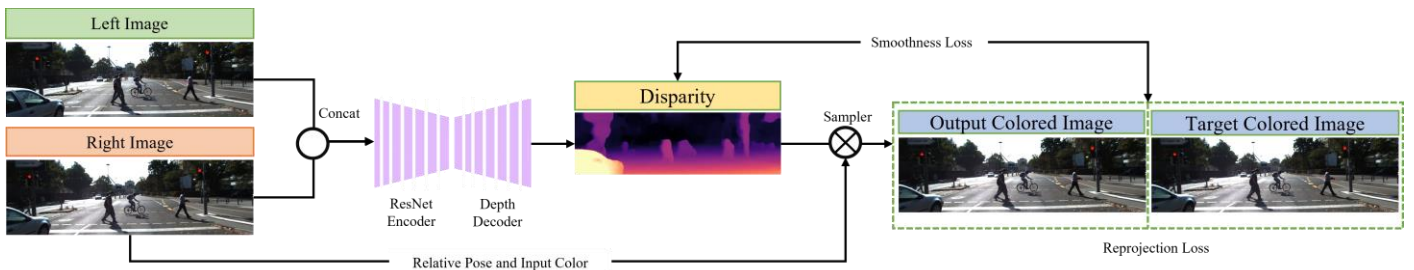 Left Image
Right Image
Concat
ResNet
Encoder
Depth
Decoder
Disparity
Smoothness Loss
Sampler
Output Colored Image
Target Colored Image
Relative Pose and Input Color
Reprojection Loss